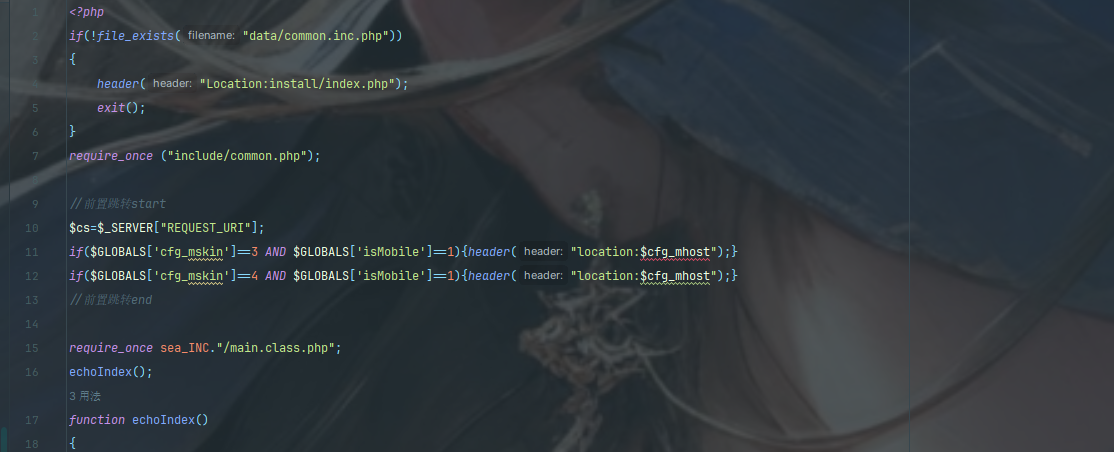 1 <?php
2 if(!file_exists( filename: "data/common.inc.php"))
3 {
header( header: "Location:install/index.php");
5 exit();
6 }
7 require_once ("include/common.php");
8
9 //前置跳转start
10 $cs=$_SERVER["REQUEST_URI"];
11 if($GLOBALS['cfg_mskin']==3 AND $GLOBALS['isMobile']==1){header( header: "location:$cfg_mhost");}
12 if($GLOBALS['cfg_mskin']==4 AND $GLOBALS['isMobile']==1){header( header: "location:$cfg_mhost");}
13 //前置跳转end
14
15 require_once sea_INC."/main.class.php";
16 echoIndex();
3 用法
17 function echoIndex()
18 {